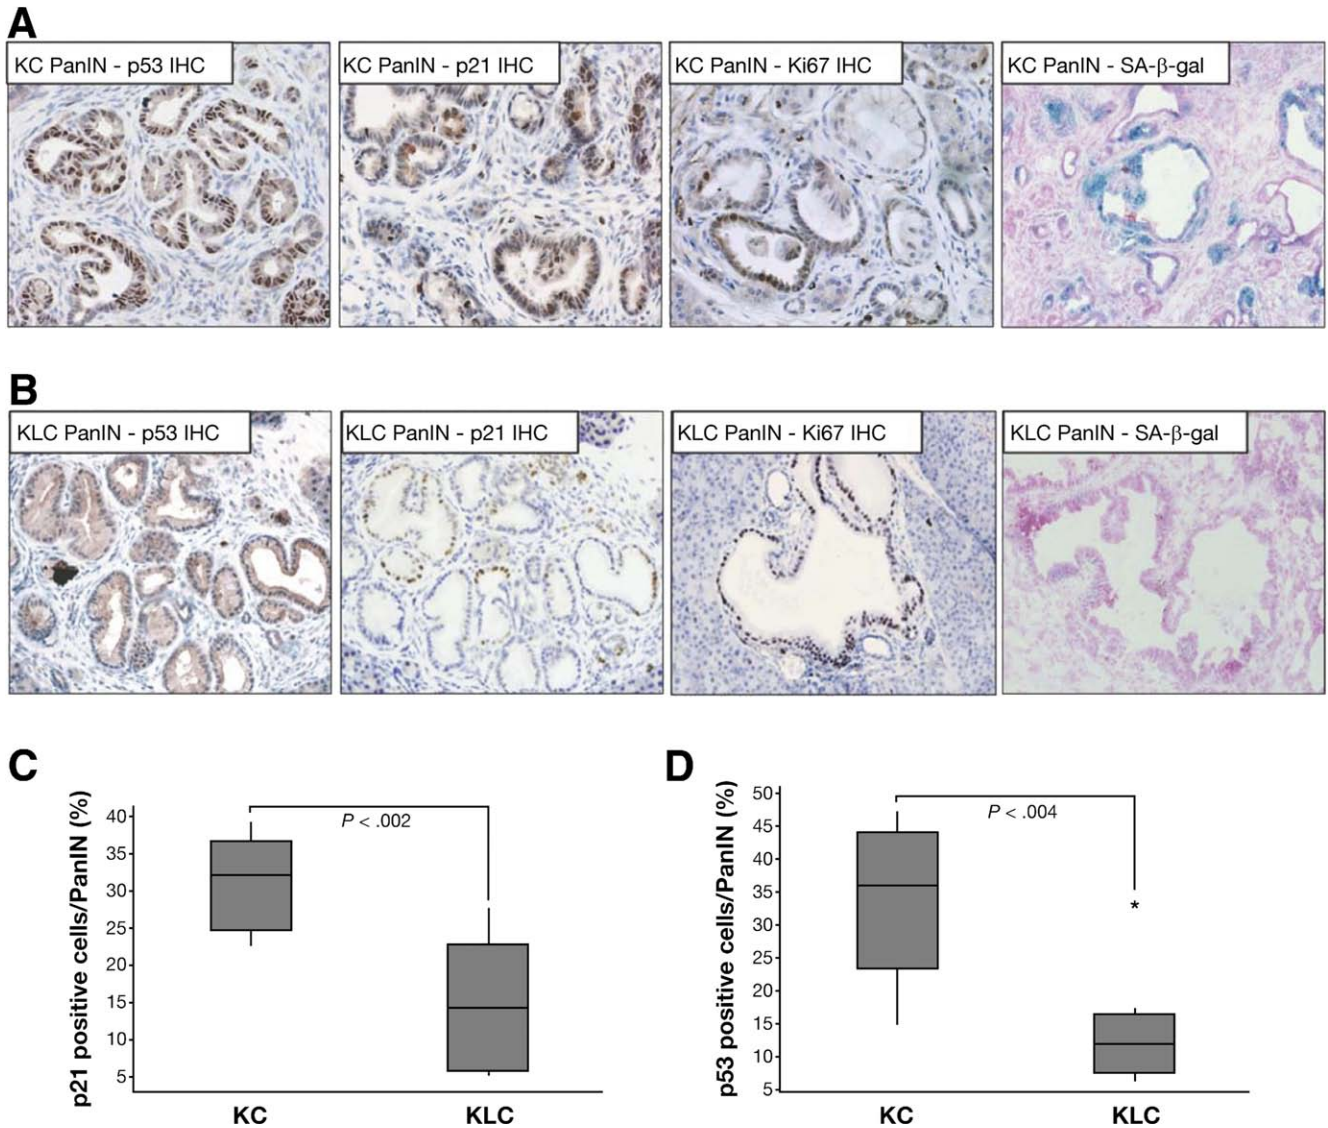 A
KC PanIN - p53 IHC
KC PanIN - p21 IHC
KC PanIN - Ki67 IHC
KC PanIN - SA-β-gal
B
KLC PanIN - p53 IHC
KLC PanIN - p21 IHC
KLC PanIN - Ki67 IHC
KLC PanIN - SA-β-gal
C
p21 positive cells/PanIN (%)
40
35
30
25
20
15
10
5
P < .002
KC
KLC
D
p53 positive cells/PanIN (%)
50
45
40
35
30
25
20
15
10
5
P < .004
*
KC
KLC